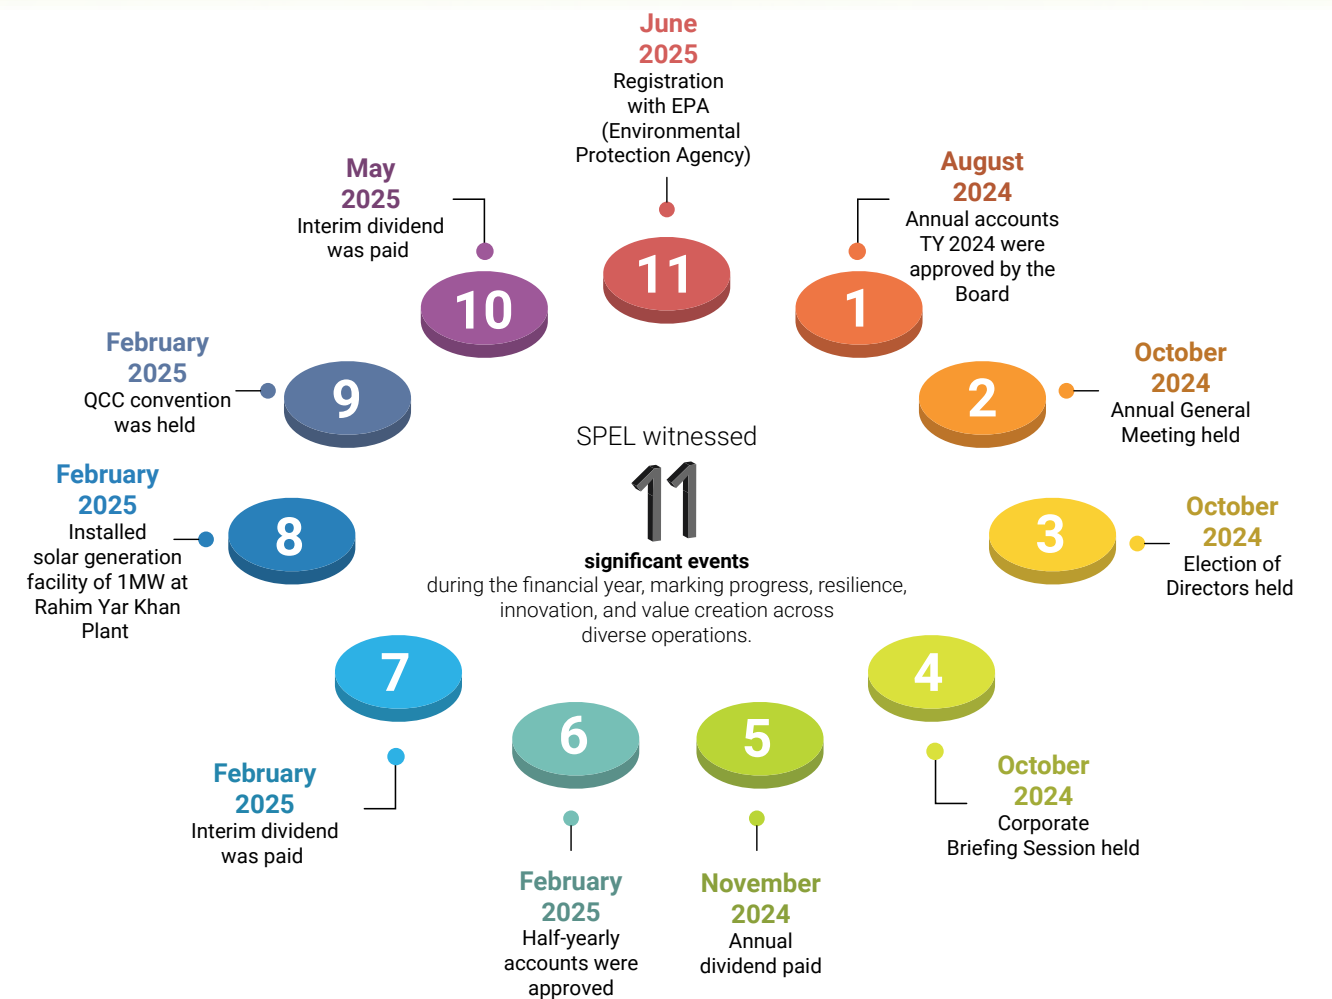 June
2025
Registration
with EPA
(Environmental
Protection Agency)
11
August
2024
Annual accounts
TY 2024 were
approved by the
Board
1
October
2024
Annual General
Meeting held
2
October
2024
Election of
Directors held
3
October
2024
Corporate
Briefing Session held
4
November
2024
Annual
dividend paid
5
February
2025
Half-yearly
accounts were
approved
6
February
2025
Interim dividend
was paid
7
February
2025
Installed
solar generation
facility of 1MW at
Rahim Yar Khan
Plant
8
February
2025
QCC convention
was held
9
May
2025
Interim dividend
was paid
10
SPEL witnessed
11
significant events
during the financial year, marking progress, resilience,
innovation, and value creation across
diverse operations.